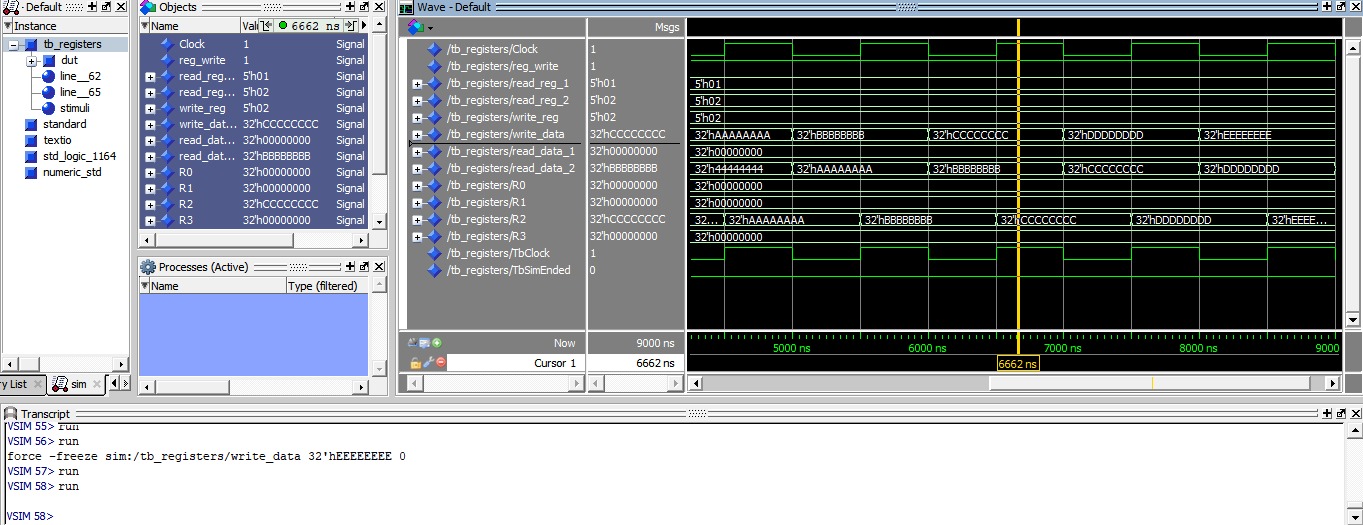 Default
Instance
tb_registers
dut
line__62
line__65
stimuli
standard
textio
std_logic_1164
numeric_std
ry List
sim
Objects
Name Valu 6662 ns
Clock 1 Signal
reg_write 1 Signal
read_reg... 5'h01 Signal
read_reg... 5'h02 Signal
write_reg 5'h02 Signal
write_dat... 32'hCCCCCCCC Signal
read_dat... 32'h00000000 Signal
read_dat... 32'hBBBBBBBB Signal
R0 32'h00000000 Signal
R1 32'h00000000 Signal
R2 32'hCCCCCCCC Signal
R3 32'h00000000 Signal
Processes (Active)
Name Type (filtered)
Wave - Default
Msgs
/tb_registers/Clock 1
/tb_registers/reg_write 1
/tb_registers/read_reg_1 5'h01 5'h01
/tb_registers/read_reg_2 5'h02 5'h02
/tb_registers/write_reg 5'h02 5'h02
/tb_registers/write_data 32'hCCCCCCCC 32'hAAAAAAAA 32'hBBBBBBBB 32'hCCCCCCCC 32'hDDDDDDDD 32'hEEEEEEEE
/tb_registers/read_data_1 32'h00000000 32'h00000000
/tb_registers/read_data_2 32'hBBBBBBBB 32'h44444444 32'hAAAAAAAA 32'hBBBBBBBB 32'hCCCCCCCC 32'hDDDDDDDD
/tb_registers/R0 32'h00000000 32'h00000000
/tb_registers/R1 32'h00000000 32'h00000000
/tb_registers/R2 32'hCCCCCCCC 32... 32'hAAAAAAAA 32'hBBBBBBBB 32'hCCCCCCCC 32'hDDDDDDDD 32'hEEEE...
/tb_registers/R3 32'h00000000 32'h00000000
/tb_registers/TbClock 1
/tb_registers/TbSimEnded 0
Now 9000 ns 5000 ns 6000 ns 7000 ns 8000 ns 9000
Cursor 1 6662 ns 6662 ns
Transcript
VSIM 55> run
VSIM 56> run
force -freeze sim:/tb_registers/write_data 32'hEEEEEEEE 0
VSIM 57> run
VSIM 58> run
VSIM 58>